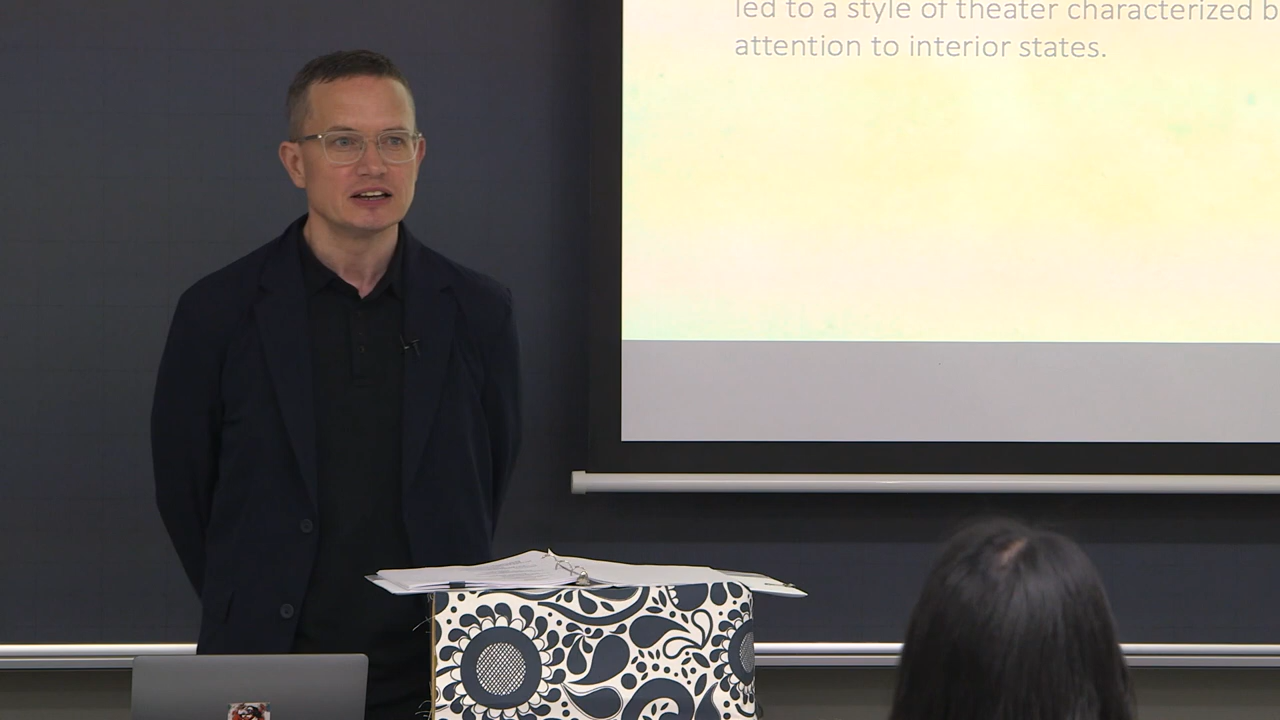 led to a style of theater characterized b
attention to interior states.